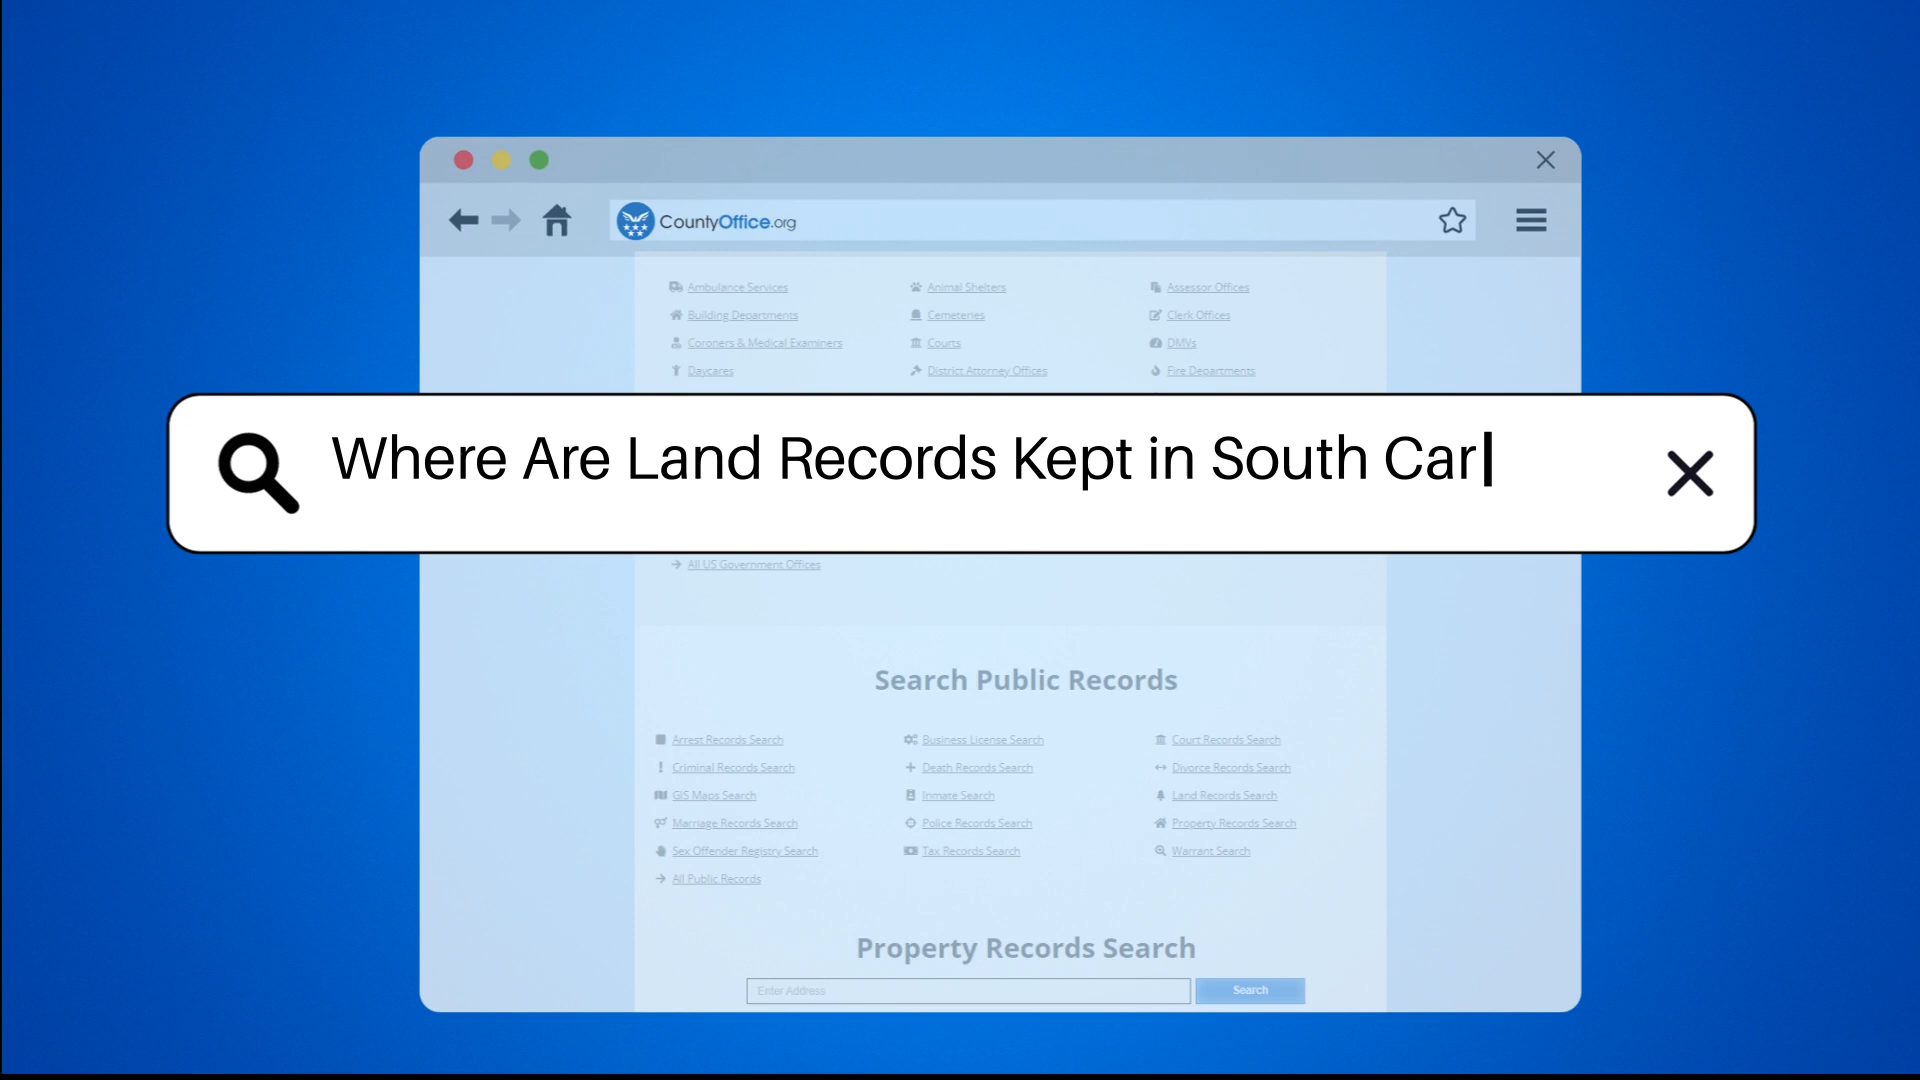 CountyOffice.org
Ambulance Services Animal Shelters Assessor Offices
Building Departments Cemeteries Clerk Offices
Coroners & Medical Examiners Courts DMVs
Daycares District Attorney Offices Fire Departments
Where Are Land Records Kept in South Car
All US Government Offices
Search Public Records
Arrest Records Search Business License Search Court Records Search
Criminal Records Search Death Records Search Divorce Records Search
GIS Maps Search Inmate Search Land Records Search
Marriage Records Search Police Records Search Property Records Search
Sex Offender Registry Search Tax Records Search Warrant Search
All Public Records
Property Records Search
Enter Address Search